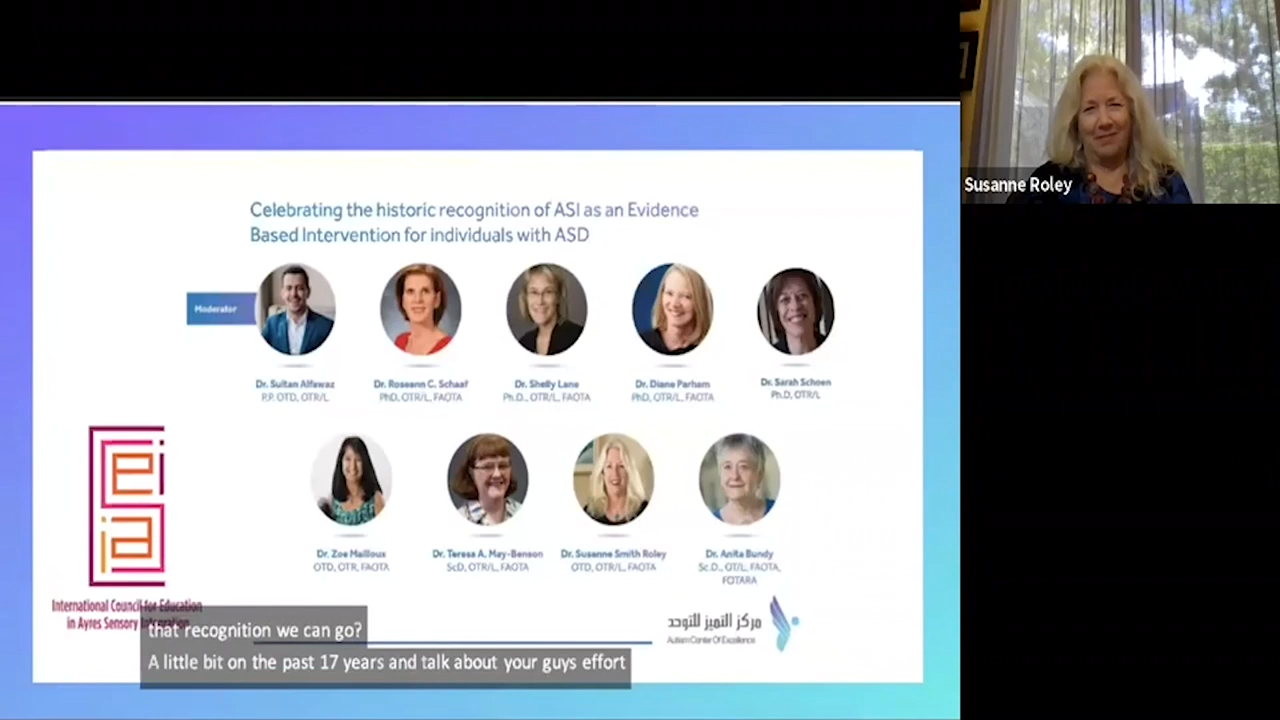 Susanne Roley
Celebrating the historic recognition of ASI as an Evidence
Based Intervention for individuals with ASD
Moderator
Dr. Sultan Alfawaz
P.P. OTD, OTR/L
Dr. Roseann C. Schaaf
PhD, OTR/L, FAOTA
Dr. Shelly Lane
Ph.D., OTR/L, FAOTA
Dr. Diane Parham
PhD, OTR/L, FAOTA
Dr. Sarah Schoen
Ph.D, OTR/L
Dr. Zoe Mailloux
OTD, OTR, FAOTA
Dr. Teresa A. May-Benson
ScD, OTR/L, FAOTA
Dr. Susanne Smith Roley
OTD, OTR/L, FAOTA
Dr. Anita Bundy
Sc.D., OT/L, FAOTA,
FOTARA
International Council for Education
in Ayres Sensory Integration
مركز التميز للتوحد
Autism Center Of Excellence
that recognition we can go?
A little bit on the past 17 years and talk about your guys effort